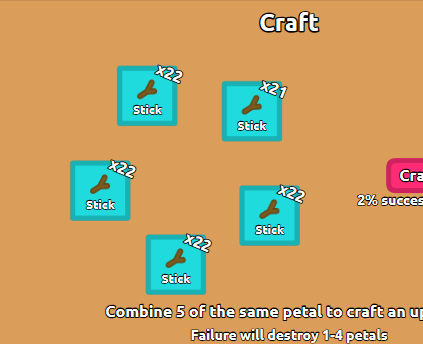 Craft
x22
Stick
x21
Stick
x22
Stick
x22
Stick
x22
Stick
Cra
2% succes
Combine 5 of the same petal to craft an up
Failure will destroy 1-4 petals